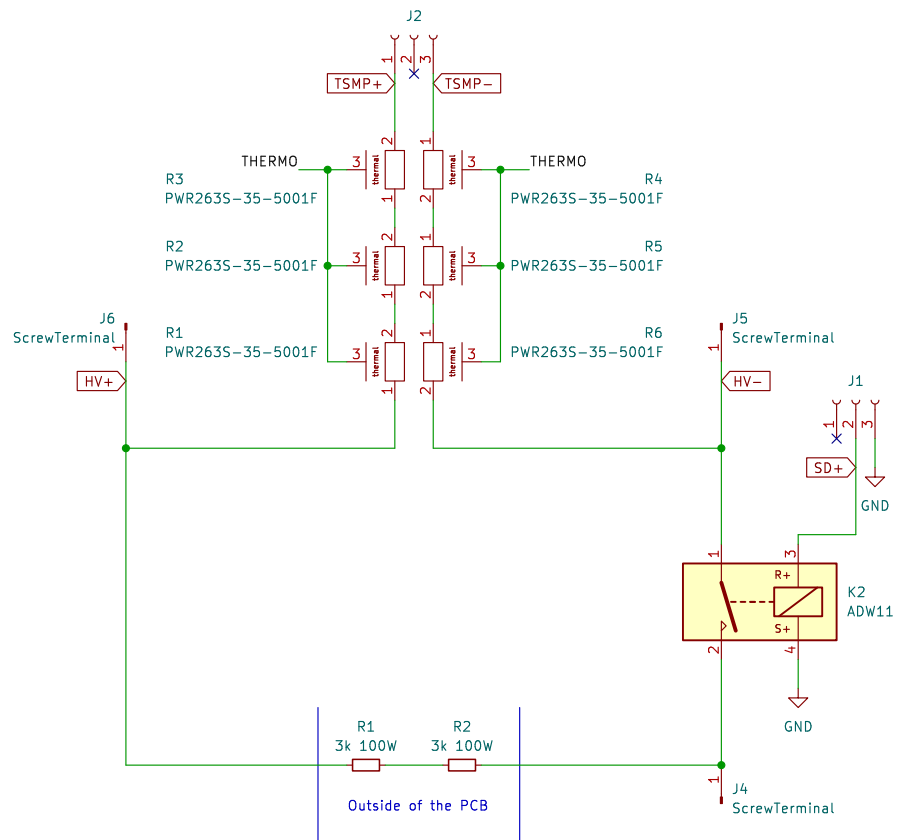 J2
1
2
3
TSMP+
TSMP-
2
1
THERMO
3
thermal
thermal
3
THERMO
R3
PWR263S-35-5001F
R4
PWR263S-35-5001F
1
2
2
1
R2
PWR263S-35-5001F
3
thermal
thermal
3
R5
PWR263S-35-5001F
1
2
2
1
J6
ScrewTerminal
1
R1
PWR263S-35-5001F
3
thermal
thermal
3
R6
PWR263S-35-5001F
J5
ScrewTerminal
1
1
2
HV+
HV-
J1
1
2
3
SD+
GND
1
3
R+
S+
K2
ADW11
2
4
GND
R1
3k 100W
R2
3k 100W
Outside of the PCB
1
J4
ScrewTerminal